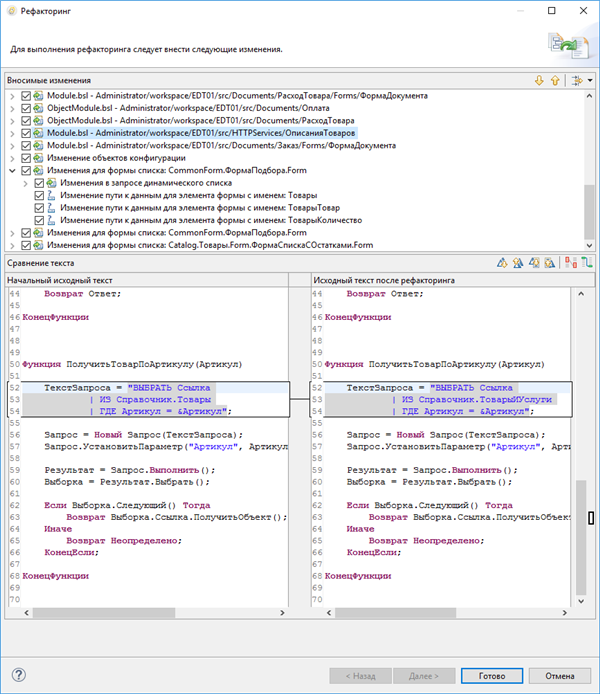 Рефакторинг
Для выполнения рефакторинга следует внести следующие изменения.
Вносимые изменения
Module.bsl - Administrator/workspace/EDT01/src/Documents/РасходТовара/Forms/ФормаДокумента
ObjectModule.bsl - Administrator/workspace/EDT01/src/Documents/Оплата
ObjectModule.bsl - Administrator/workspace/EDT01/src/Documents/РасходТовара
Module.bsl - Administrator/workspace/EDT01/src/HTTPServices/ОписанияТоваров
Module.bsl - Administrator/workspace/EDT01/src/Documents/Заказ/Forms/ФормаДокумента
Изменение объектов конфигурации
Изменения для формы списка: CommonForm.ФормаПодбора.Form
Изменения в запросе динамического списка
Изменение пути к данным для элемента формы с именем: Товары
Изменение пути к данным для элемента формы с именем: ТоварыТовар
Изменение пути к данным для элемента формы с именем: ТоварыКоличество
Изменения для формы списка: CommonForm.ФормаПодбора.Form
Изменения для формы списка: Catalog.Товары.Form.ФормаСпискаСОстатками.Form
Сравнение текста
Начальный исходный текст
44 Возврат Ответ;
45
46 КонецФункции
47
48
49
50 Функция ПолучитьТоварПоАртикулу(Артикул)
51
52 ТекстЗапроса = "ВЫБРАТЬ Ссылка
53 | ИЗ Справочник.Товары
54 | ГДЕ Артикул = &Артикул";
55
56 Запрос = Новый Запрос(ТекстЗапроса);
57 Запрос.УстановитьПараметр("Артикул", Артикул
58
59 Результат = Запрос.Выполнить();
60 Выборка = Результат.Выбрать();
61
62 Если Выборка.Следующий() Тогда
63 Возврат Выборка.Ссылка.ПолучитьОбъект();
64 Иначе
65 Возврат Неопределено;
66 КонецЕсли;
67
68 КонецФункции
69
70
Исходный текст после рефакторинга
44 Возврат Ответ;
45
46 КонецФункции
47
48
49
50 Функция ПолучитьТоварПоАртикулу(Артикул)
51
52 ТекстЗапроса = "ВЫБРАТЬ Ссылка
53 | ИЗ Справочник.ТоварыИУслуги
54 | ГДЕ Артикул = &Артикул";
55
56 Запрос = Новый Запрос(ТекстЗапроса);
57 Запрос.УстановитьПараметр("Артикул", Арти
58
59 Результат = Запрос.Выполнить();
60 Выборка = Результат.Выбрать();
61
62 Если Выборка.Следующий() Тогда
63 Возврат Выборка.Ссылка.ПолучитьОбъект
64 Иначе
65 Возврат Неопределено;
66 КонецЕсли;
67
68 КонецФункции
69
70
< Назад
Далее >
Готово
Отмена